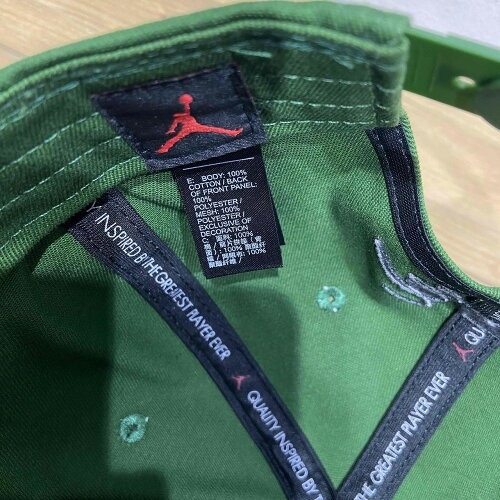 E: BODY: 100%
COTTON / BACK
OF FRONT PANEL:
100%
POLYESTER /
MESH: 100%
POLYESTER /
EXCLUSIVE OF
DECORATION
INSPIRED BY THE GREATEST PLAYER EVER
QUALITY INSPIRED BY
THE GREATEST PLAYER EVER
QU